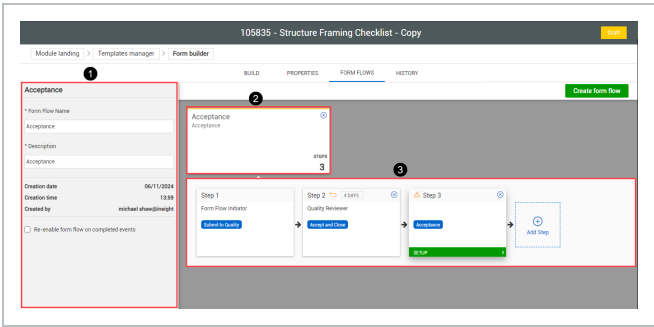 105835 - Structure Framing Checklist - Copy
Draft
Module landing > Templates manager > Form builder
1
BUILD PROPERTIES FORM FLOWS HISTORY
Acceptance
Create form flow
2
* Form Flow Name
Acceptance
Acceptance
Acceptance
* Description
Acceptance
STEPS
3
3
Creation date 06/11/2024
Creation time 13:59
Created by michael shaw@ineight
Re-enable form flow on completed events
Step 1
Form Flow Initiator
Submit to Quality
Step 2 4 DAYS
Quality Reviewer
Accept and Close
Step 3
Acceptance
SETUP
Add Step